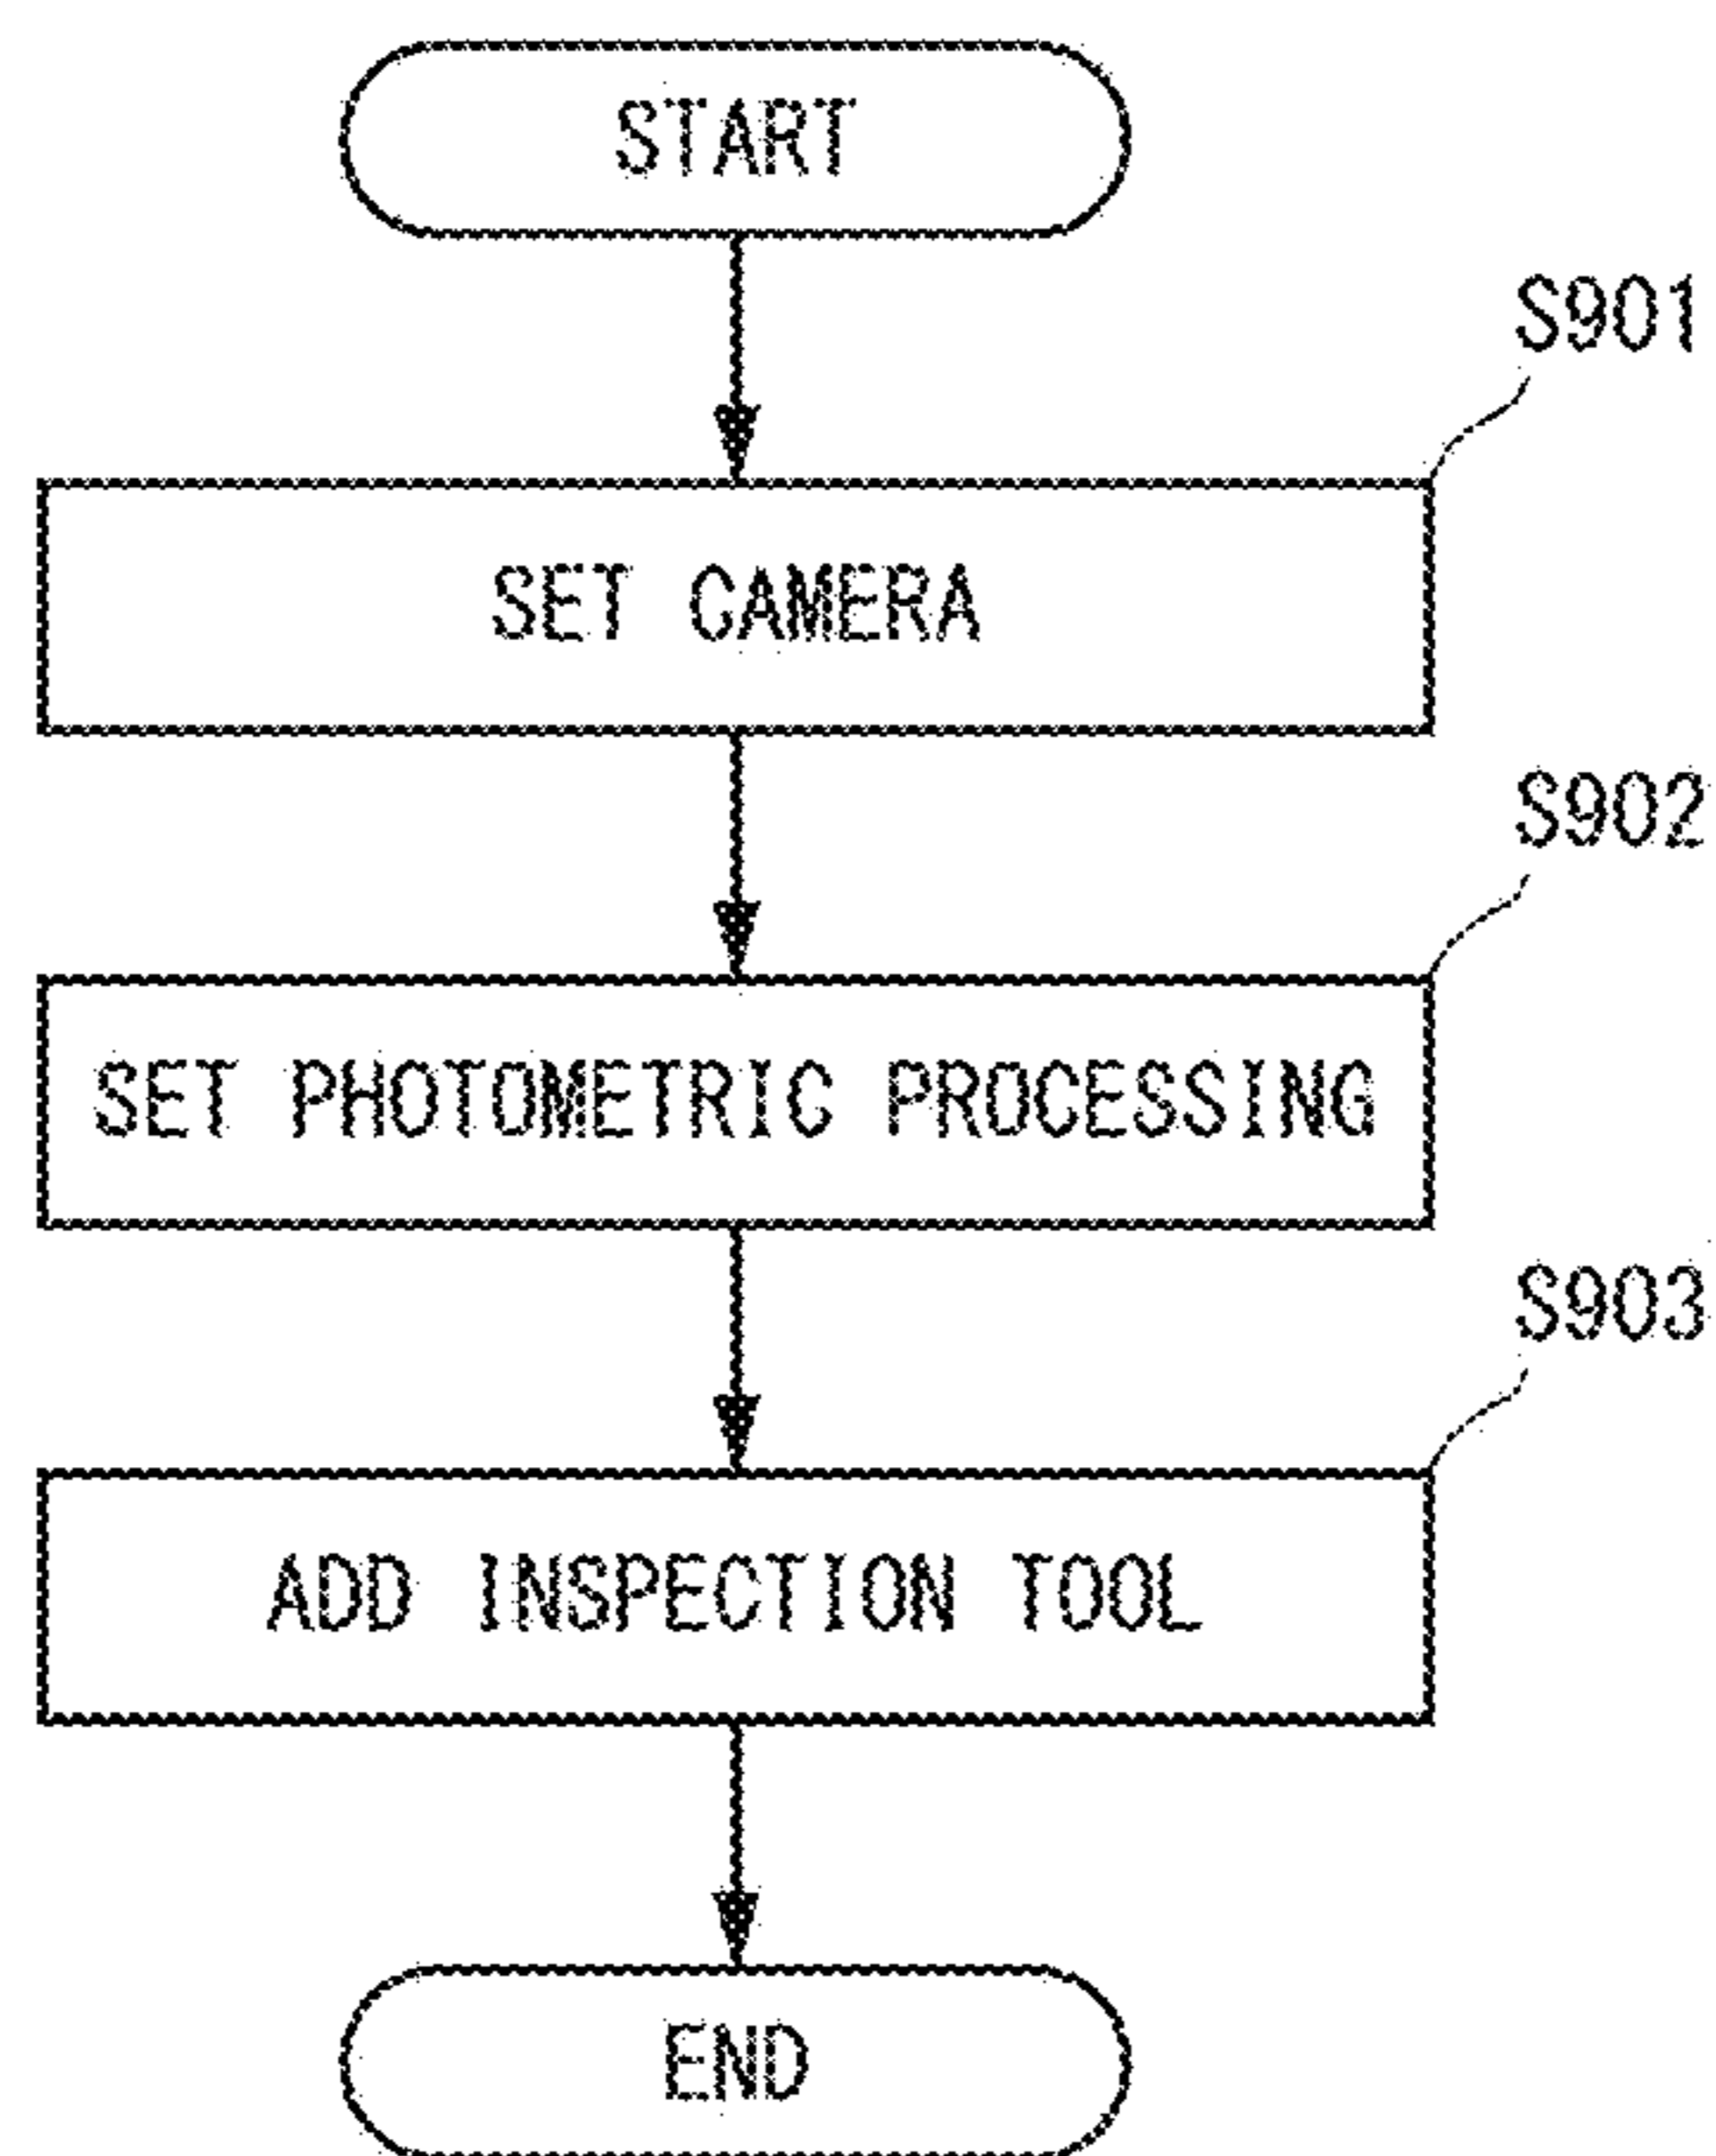 START
S901
SET CAMERA
S902
SET PHOTOMETRIC PROCESSING
S903
ADD INSPECTION TOOL
END